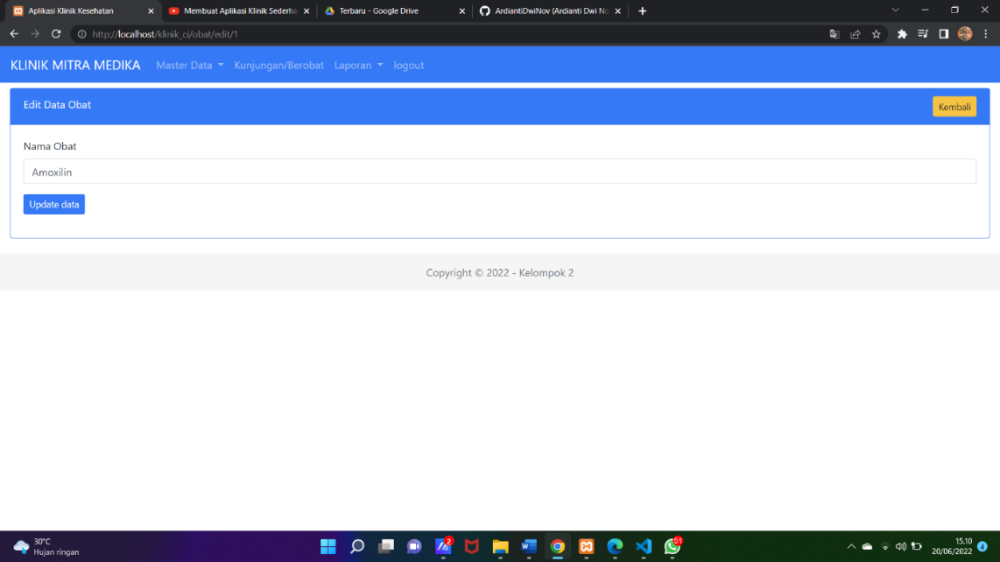 Aplikasi Klinik Kesehatan
Membuat Aplikasi Klinik Sederha
Terbaru - Google Drive
ArdiantiDwiNov (Ardianti Dwi No
http://localhost/klinik_ci/obat/edit/1
KLINIK MITRA MEDIKA
Master Data
Kunjungan/Berobat
Laporan
logout
Edit Data Obat
Kembali
Nama Obat
Amoxilin
Update data
Copyright © 2022 - Kelompok 2
30°C
Hujan ringan
2
51
15.10
20/06/2022
4